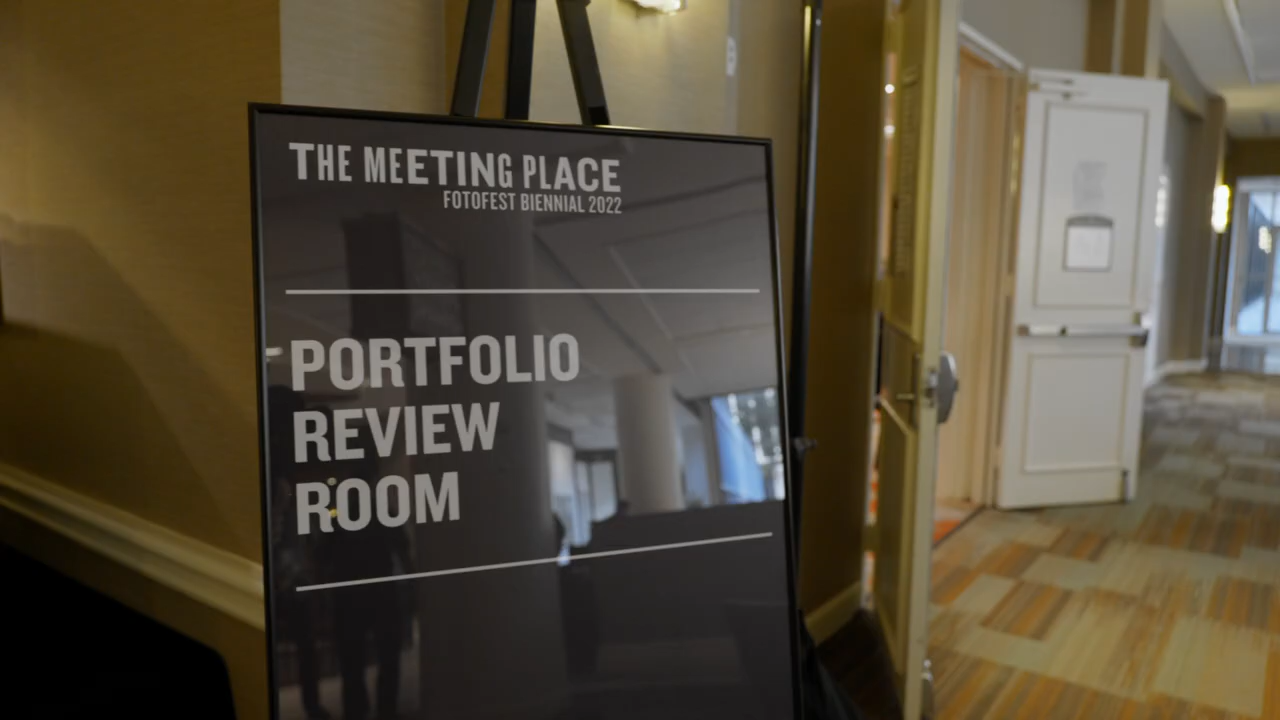 THE MEETING PLACE
FOTOFEST BIENNIAL 2022
PORTFOLIO
REVIEW
ROOM